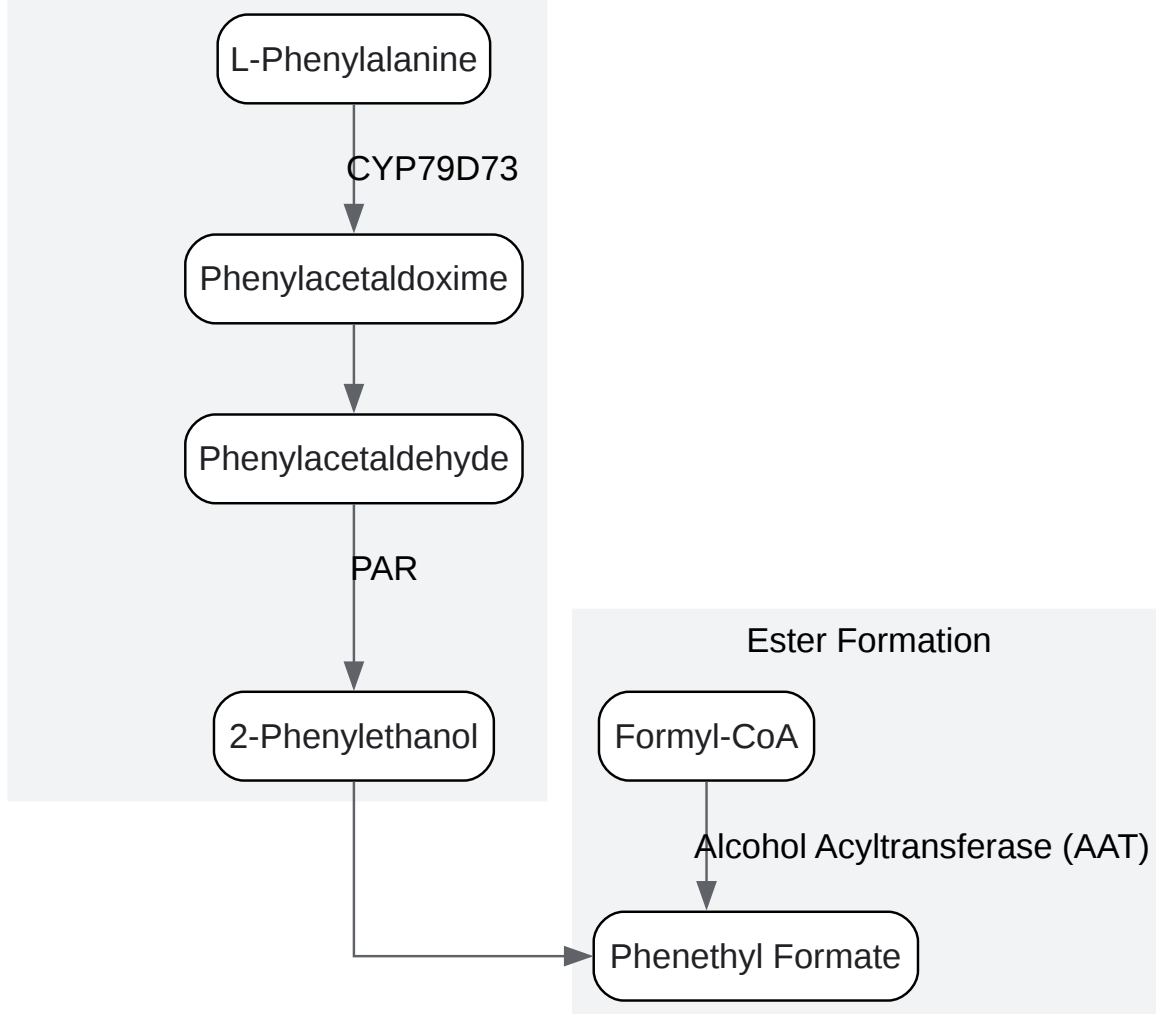 L-Phenylalanine
CYP79D73
Phenylacetaldoxime
Phenylacetaldehyde
PAR
Ester Formation
2-Phenylethanol
Formyl-CoA
Alcohol Acyltransferase (AAT)
Phenethyl Formate